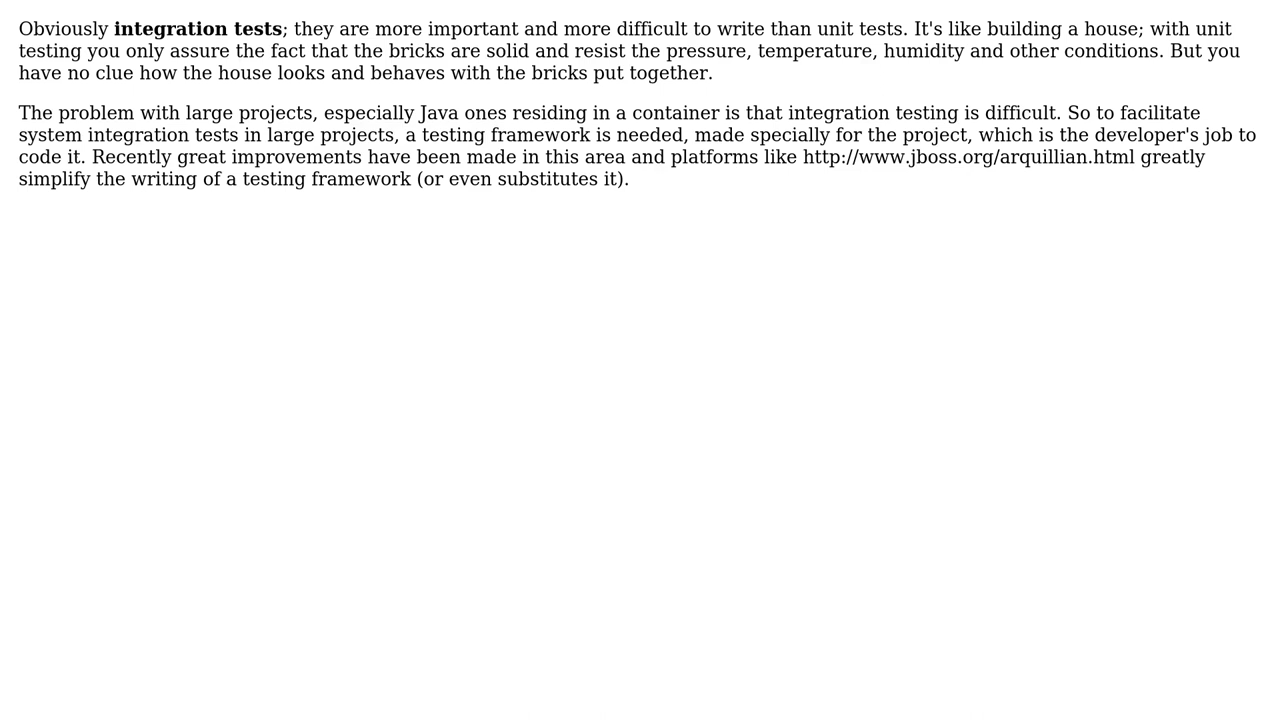 Obviously integration tests; they are more important and more difficult to write than unit tests. It's like building a house; with unit
testing you only assure the fact that the bricks are solid and resist the pressure, temperature, humidity and other conditions. But you
have no clue how the house looks and behaves with the bricks put together.
The problem with large projects, especially Java ones residing in a container is that integration testing is difficult. So to facilitate
system integration tests in large projects, a testing framework is needed, made specially for the project, which is the developer's job to
code it. Recently great improvements have been made in this area and platforms like http://www.jboss.org/arquillian.html greatly
simplify the writing of a testing framework (or even substitutes it).